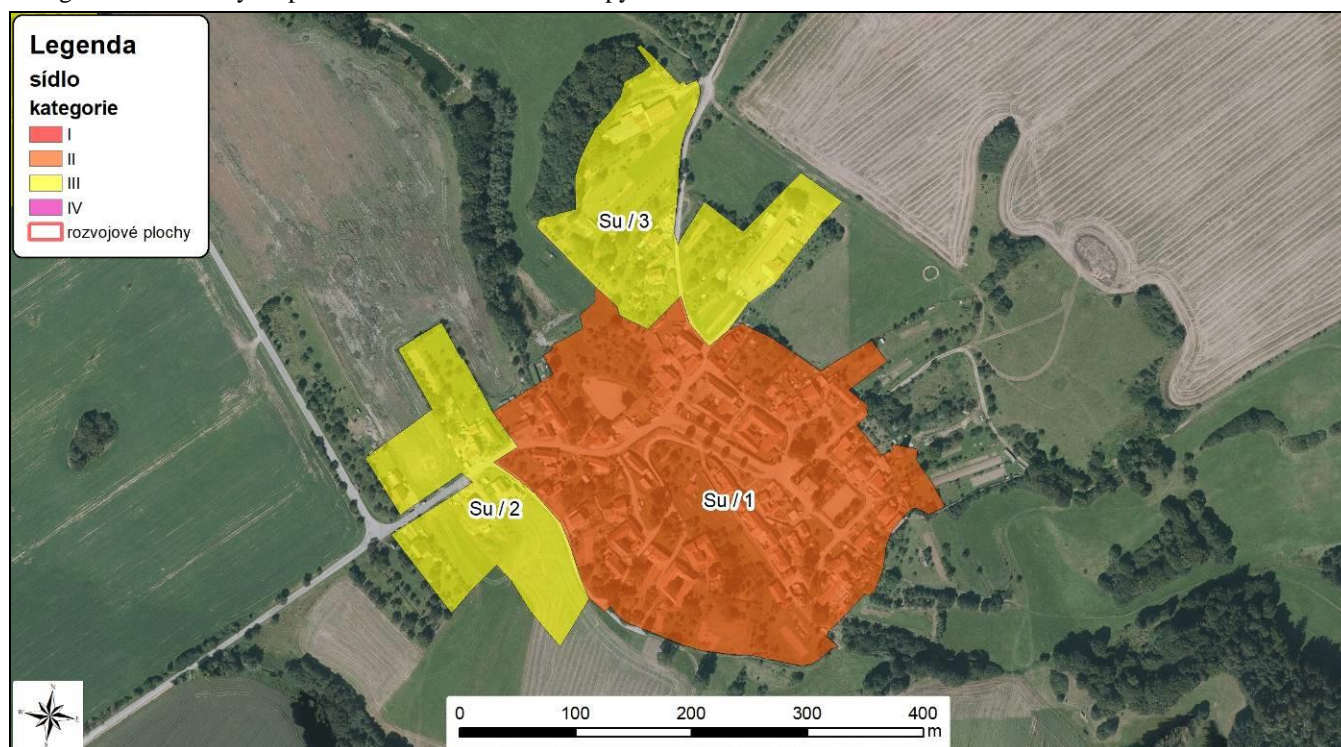 Legenda
sídlo
kategorie
I
II
III
IV
rozvojové plochy
Su / 3
Su / 2
Su / 1
N
W E
S
0 100 200 300 400
m